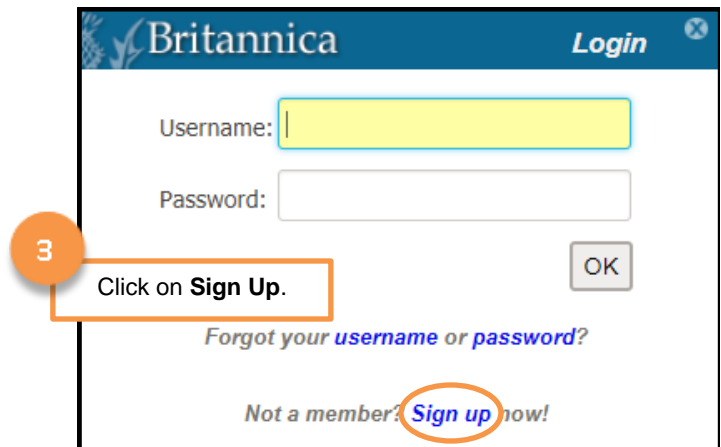 Britannica Login
Username:
Password:
OK
3
Click on Sign Up.
Forgot your username or password?
Not a member? Sign up now!